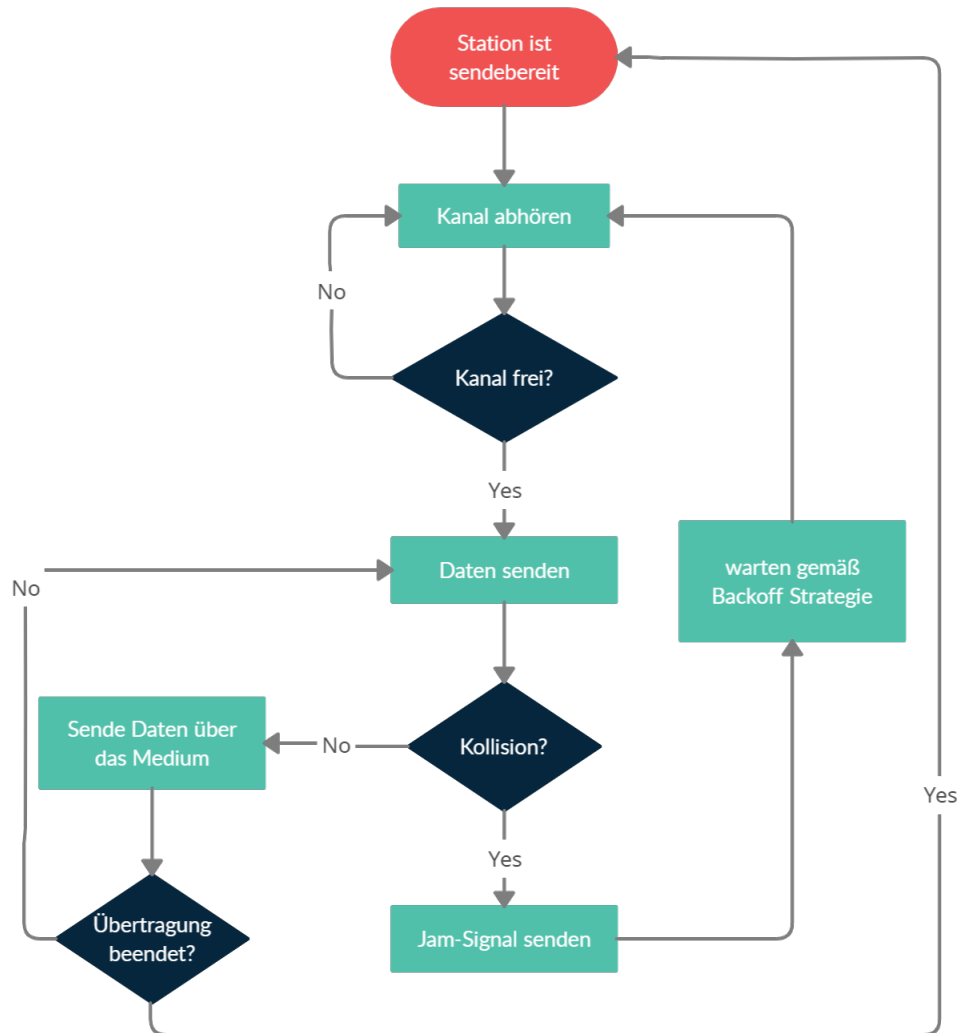 Station ist
sendebereit
Kanal abhören
No
Kanal frei?
Yes
Daten senden
warten gemäß
Backoff Strategie
No
Sende Daten über
das Medium
No
Kollision?
Yes
Yes
Übertragung
beendet?
Jam-Signal senden